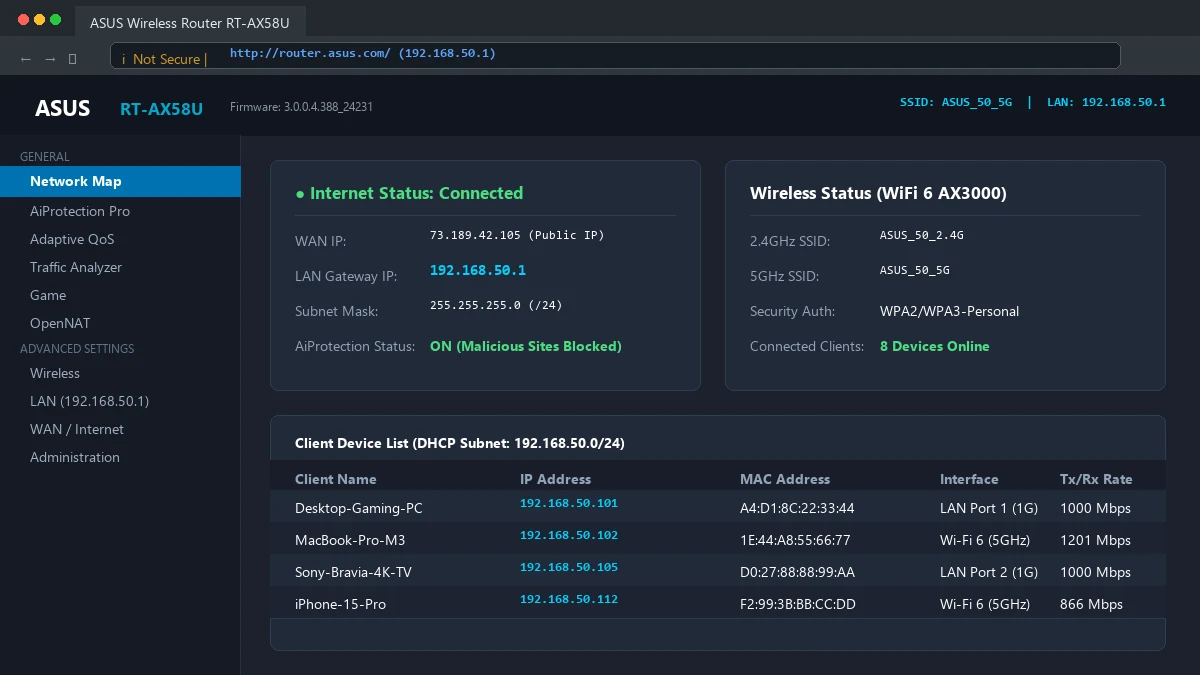 ASUS Wireless Router RT-AX58U
← →
i Not Secure | http://router.asus.com/ (192.168.50.1)
ASUS RT-AX58U Firmware: 3.0.0.4.388_24231 SSID: ASUS_50_5G | LAN: 192.168.50.1
GENERAL
Network Map
AiProtection Pro
Adaptive QoS
Traffic Analyzer
Game
OpenNAT
ADVANCED SETTINGS
Wireless
LAN (192.168.50.1)
WAN / Internet
Administration
● Internet Status: Connected
WAN IP: 73.189.42.105 (Public IP)
LAN Gateway IP: 192.168.50.1
Subnet Mask: 255.255.255.0 (/24)
AiProtection Status: ON (Malicious Sites Blocked)
Wireless Status (WiFi 6 AX3000)
2.4GHz SSID: ASUS_50_2.4G
5GHz SSID: ASUS_50_5G
Security Auth: WPA2/WPA3-Personal
Connected Clients: 8 Devices Online
Client Device List (DHCP Subnet: 192.168.50.0/24)
Client Name IP Address MAC Address Interface Tx/Rx Rate
Desktop-Gaming-PC 192.168.50.101 A4:D1:8C:22:33:44 LAN Port 1 (1G) 1000 Mbps
MacBook-Pro-M3 192.168.50.102 1E:44:A8:55:66:77 Wi-Fi 6 (5GHz) 1201 Mbps
Sony-Bravia-4K-TV 192.168.50.105 D0:27:88:88:99:AA LAN Port 2 (1G) 1000 Mbps
iPhone-15-Pro 192.168.50.112 F2:99:3B:BB:CC:DD Wi-Fi 6 (5GHz) 866 Mbps